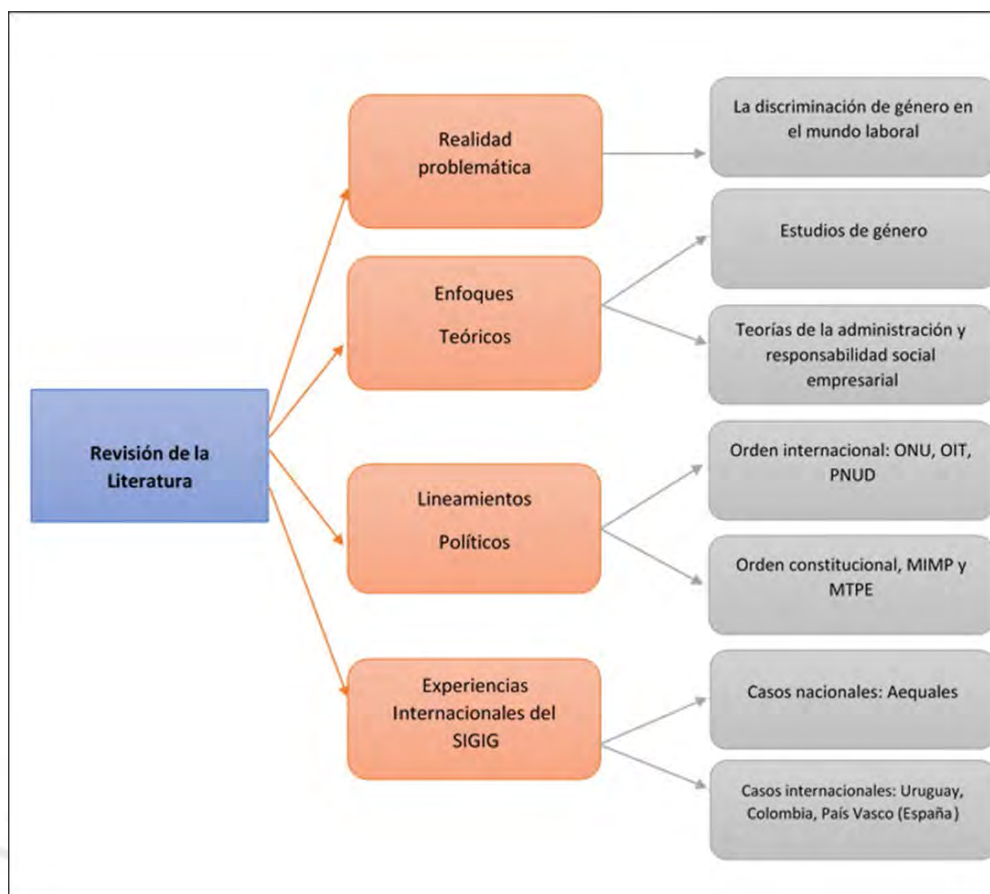 Revisión de la
Literatura
Realidad
problemática
La discriminación de género en
el mundo laboral
Enfoques
Teóricos
Estudios de género
Teorías de la administración y
responsabilidad social
empresarial
Lineamientos
Políticos
Orden internacional: ONU, OIT,
PNUD
Orden constitucional, MIMP y
MTPE
Experiencias
Internacionales del
SIGIG
Casos nacionales: Aequales
Casos internacionales: Uruguay,
Colombia, País Vasco (España)